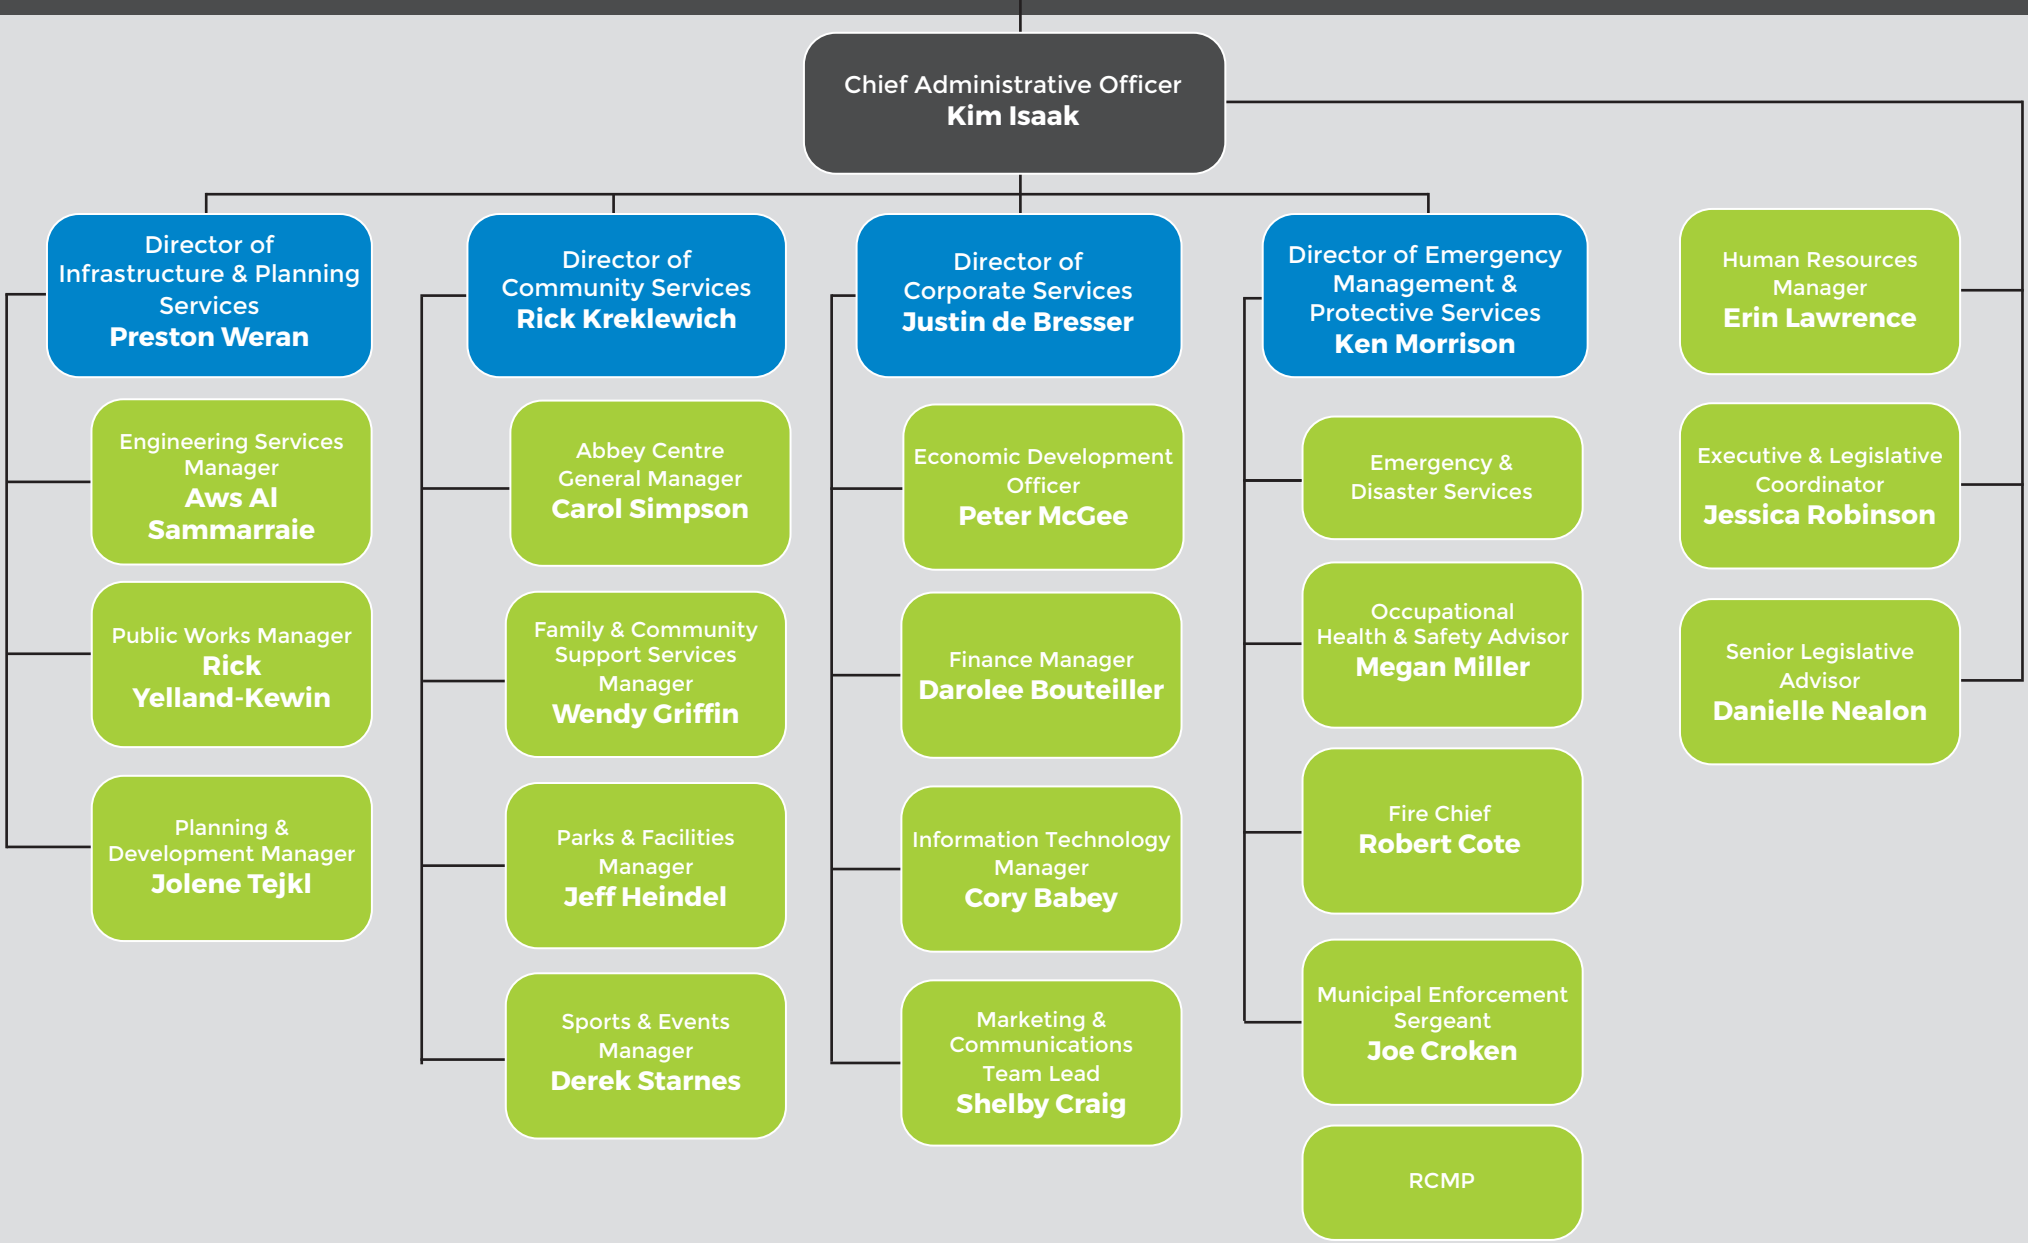 Chief Administrative Officer
Kim Isaak
Director of
Infrastructure & Planning
Services
Preston Weran
Engineering Services
Manager
Aws Al
Sammarraie
Public Works Manager
Rick
Yelland-Kewin
Planning &
Development Manager
Jolene Tejkl
Director of
Community Services
Rick Kreklewich
Abbey Centre
General Manager
Carol Simpson
Family & Community
Support Services
Manager
Wendy Griffin
Parks & Facilities
Manager
Jeff Heindel
Sports & Events
Manager
Derek Starnes
Director of
Corporate Services
Justin de Bresser
Economic Development
Officer
Peter McGee
Finance Manager
Darolee Bouteiller
Information Technology
Manager
Cory Babey
Marketing &
Communications
Team Lead
Shelby Craig
Director of Emergency
Management &
Protective Services
Ken Morrison
Emergency &
Disaster Services
Occupational
Health & Safety Advisor
Megan Miller
Fire Chief
Robert Cote
Municipal Enforcement
Sergeant
Joe Croken
RCMP
Human Resources
Manager
Erin Lawrence
Executive & Legislative
Coordinator
Jessica Robinson
Senior Legislative
Advisor
Danielle Nealon